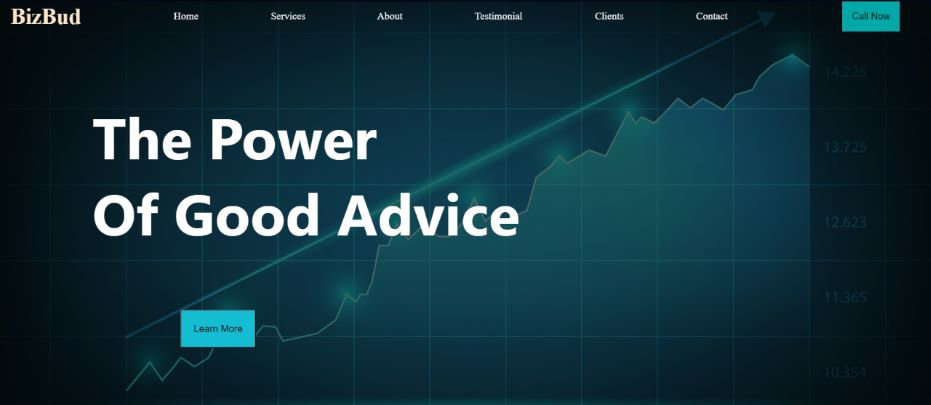 BizBud
Home Services About Testimonial Clients Contact
Call Now
The Power
Of Good Advice
Learn More
14.226
13.725
12.623
11.365
10.354